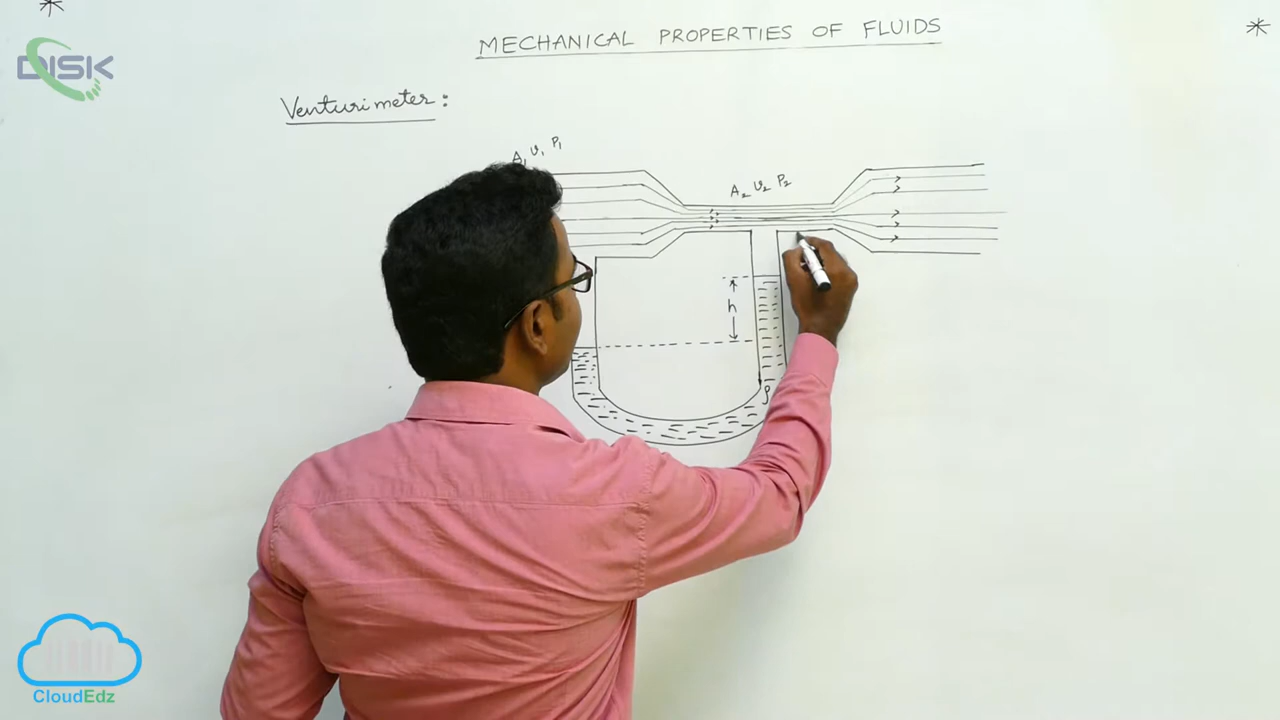 MECHANICAL PROPERTIES OF FLUIDS
DISK
Venturimeter:
A₁ v₁ P₁
A₂ v₂ P₂
h
ρ
CloudEdz